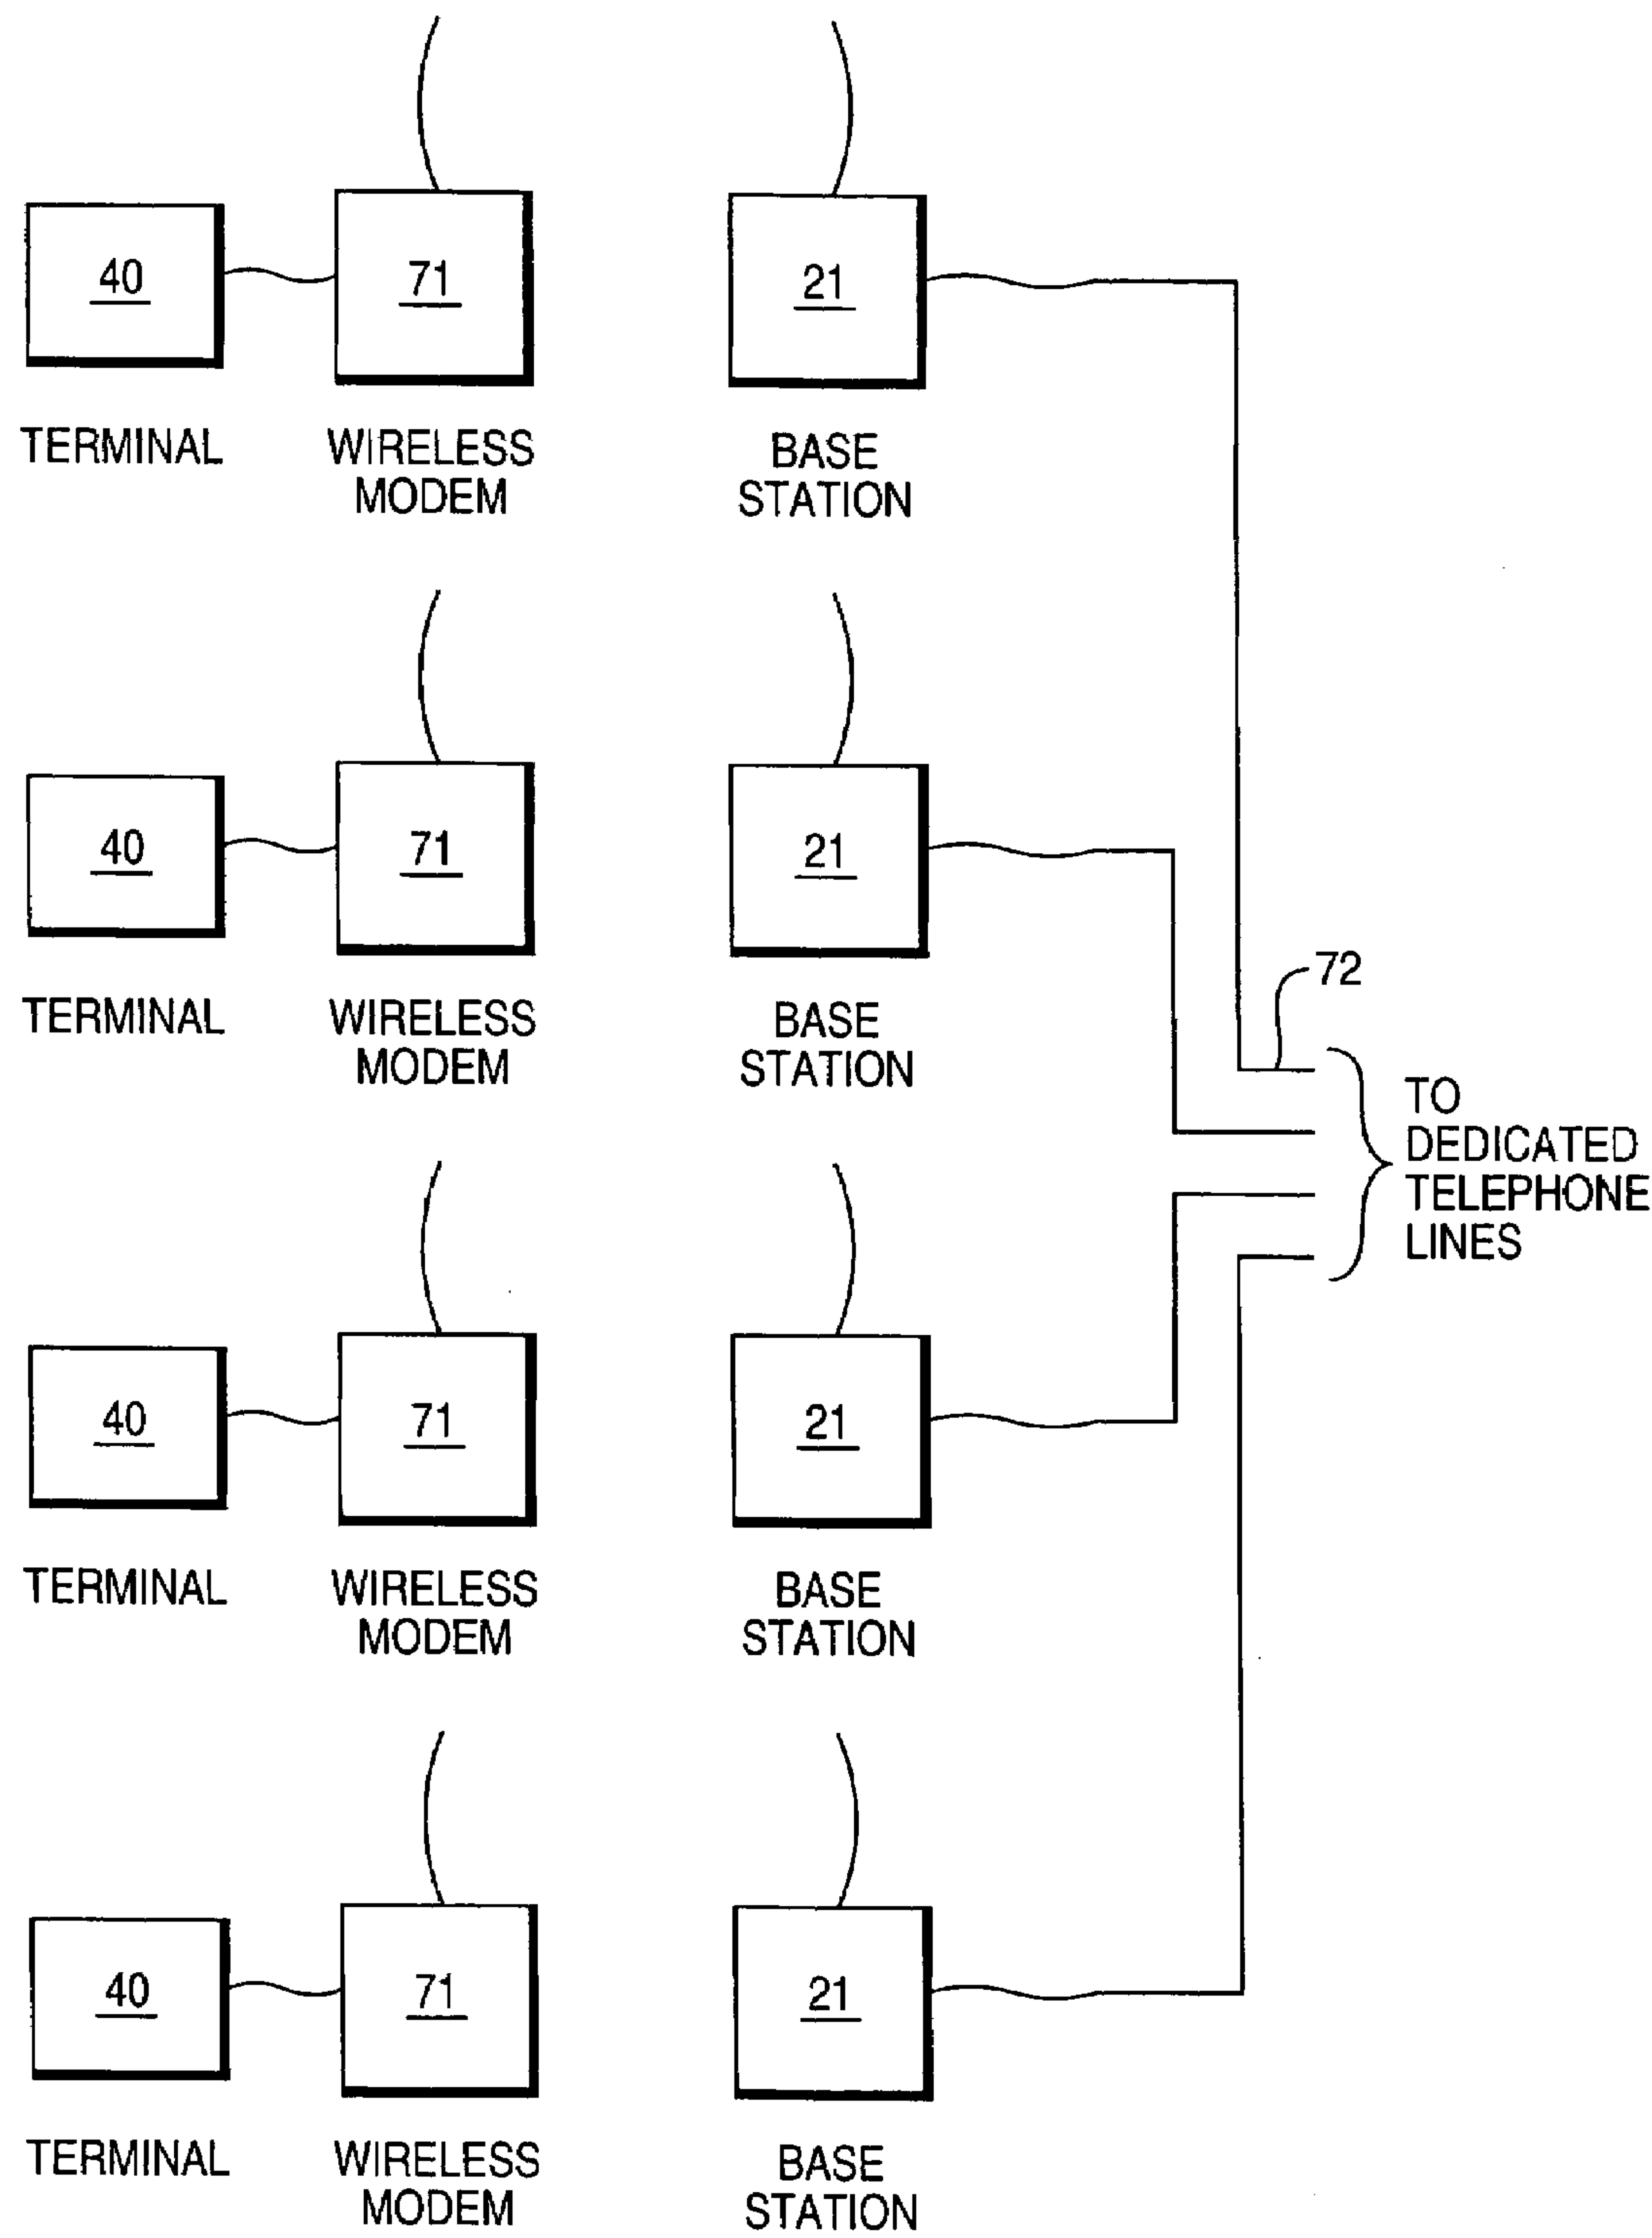 40
71
21
TERMINAL
WIRELESS
MODEM
BASE
STATION
40
71
21
TERMINAL
WIRELESS
MODEM
BASE
STATION
72
TO
DEDICATED
TELEPHONE
LINES
40
71
21
TERMINAL
WIRELESS
MODEM
BASE
STATION
40
71
21
TERMINAL
WIRELESS
MODEM
BASE
STATION